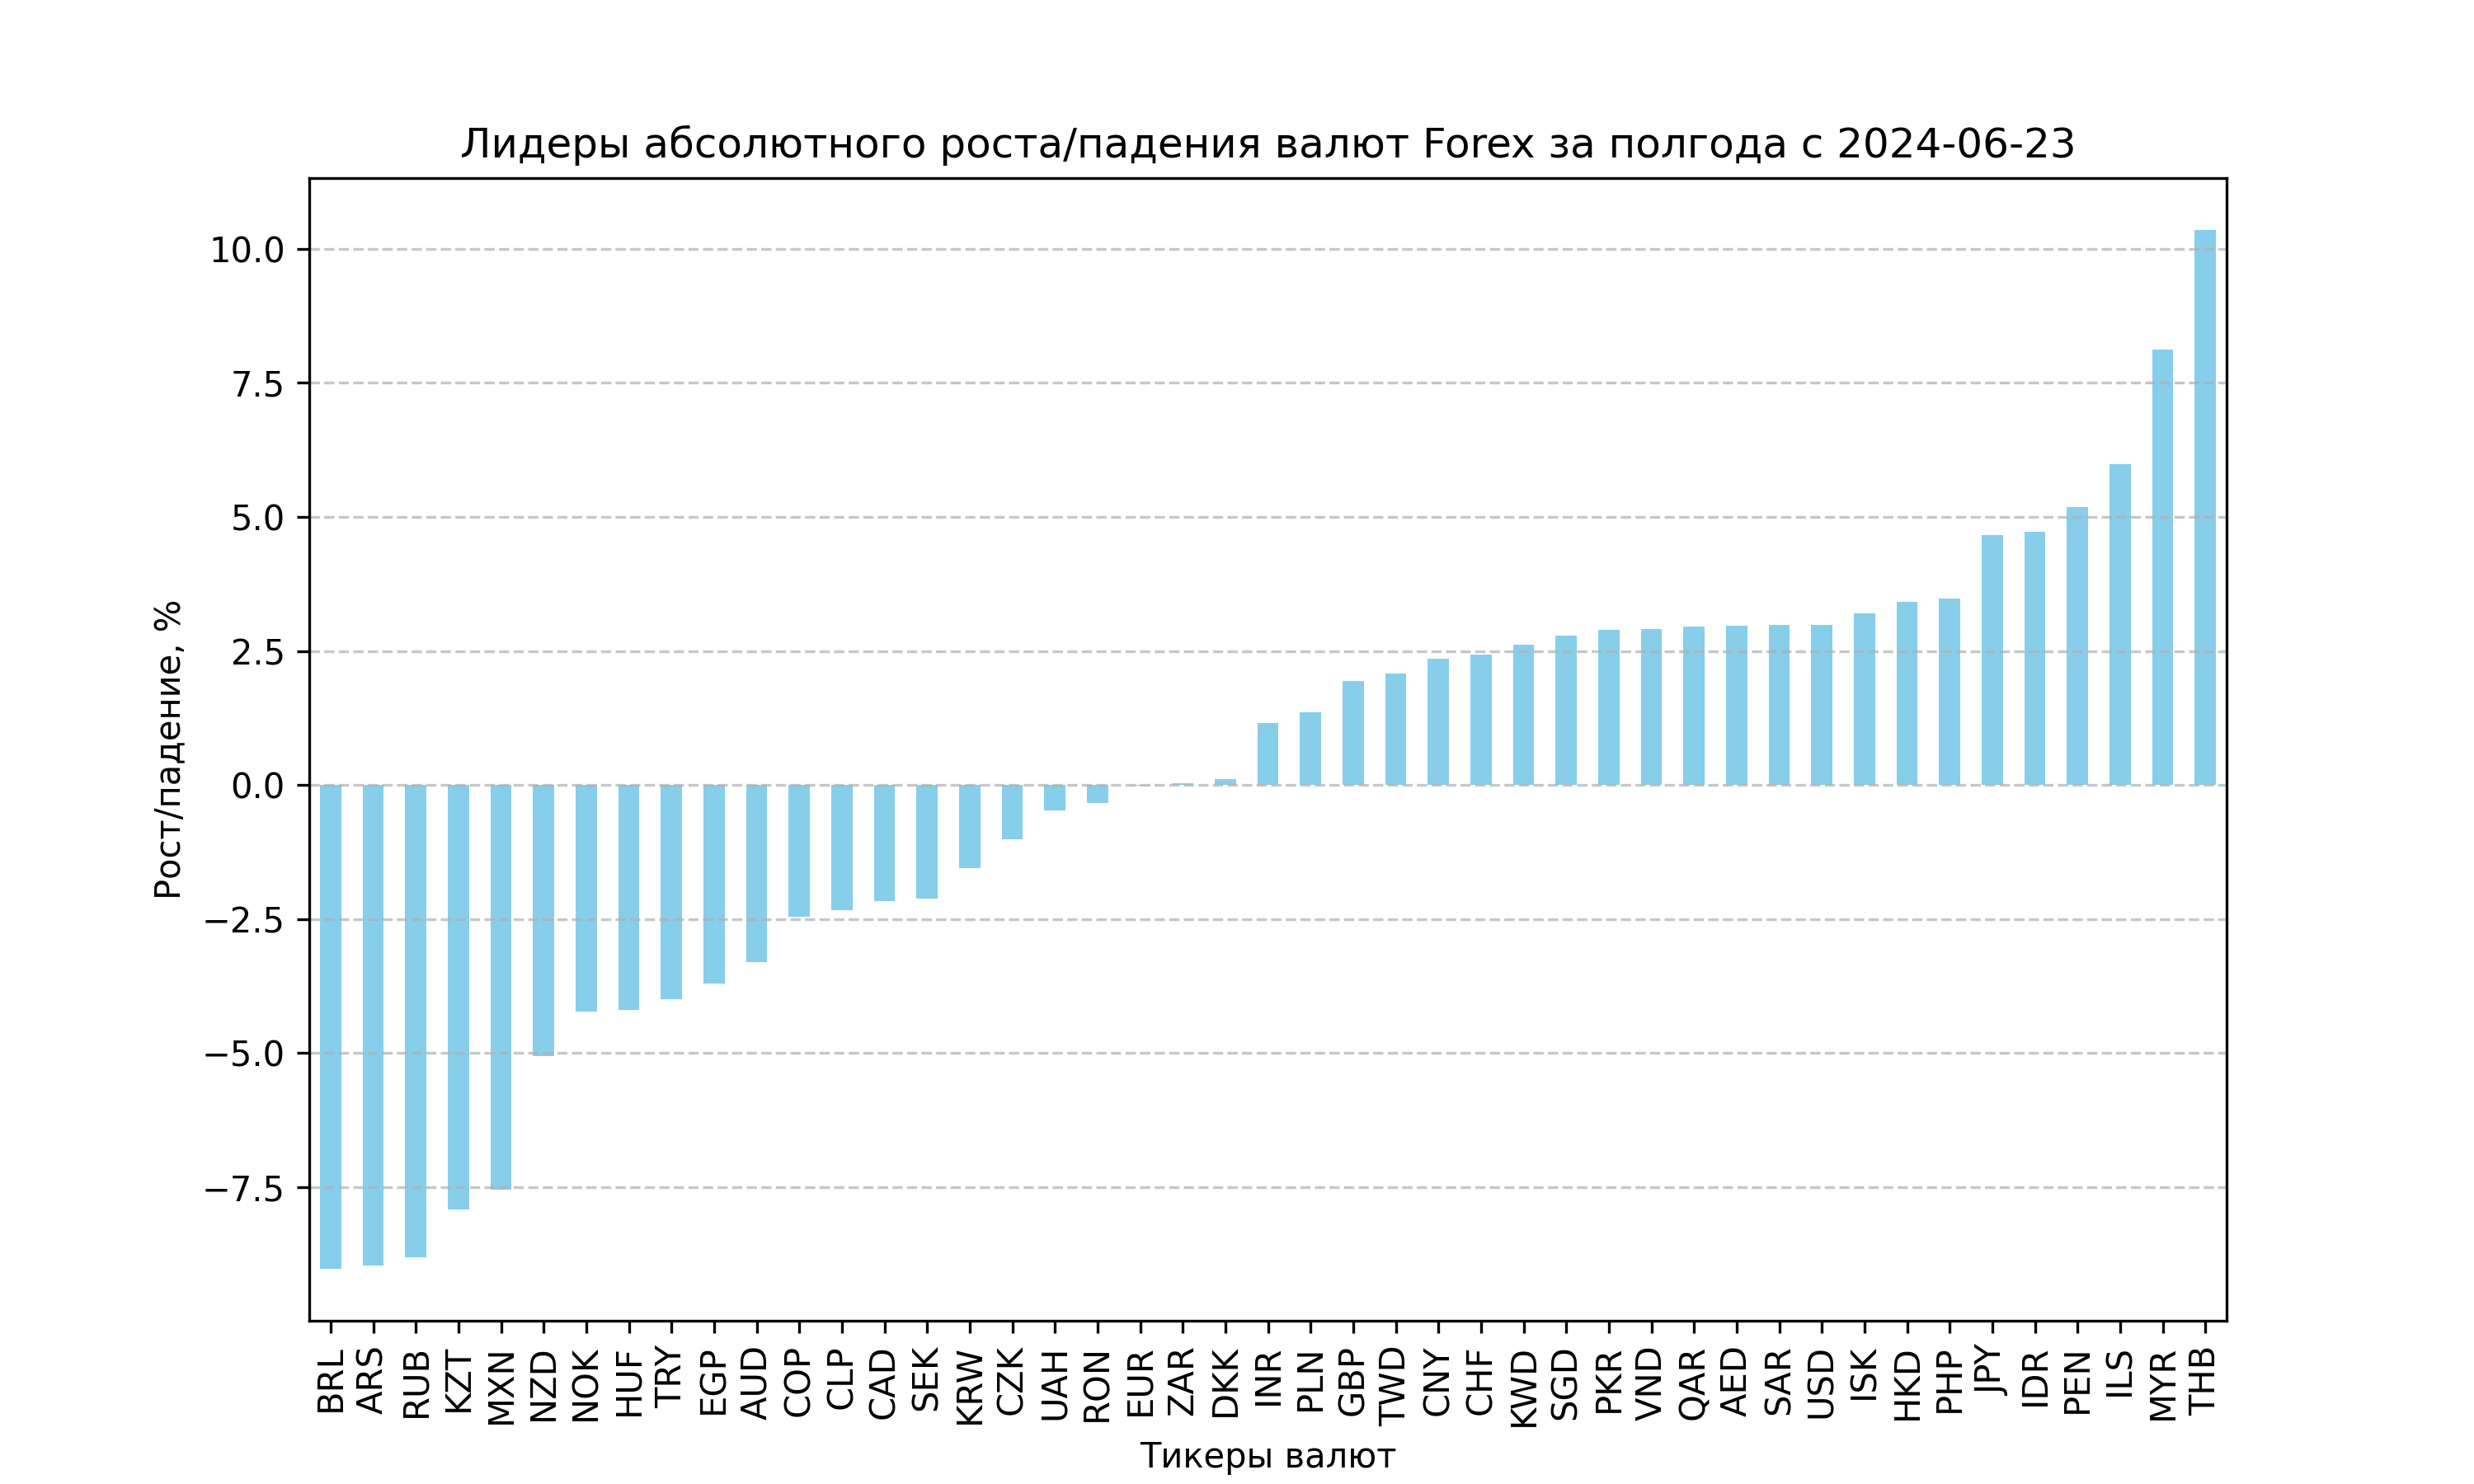 Лидеры абсолютного роста/падения валют Forex за полгода с 2024-06-23
Рост/падение, %
10.0
7.5
5.0
2.5
0.0
−2.5
−5.0
−7.5
BRL ARS RUB KZT MXN NZD NOK HUF TRY EGP AUD COP CLP CAD SEK KRW CZK UAH RON EUR ZAR DKK INR PLN GBP TWD CNY CHF KWD SGD PKR VND QAR AED SAR USD ISK HKD PHP JPY IDR PEN ILS MYR THB
Тикеры валют